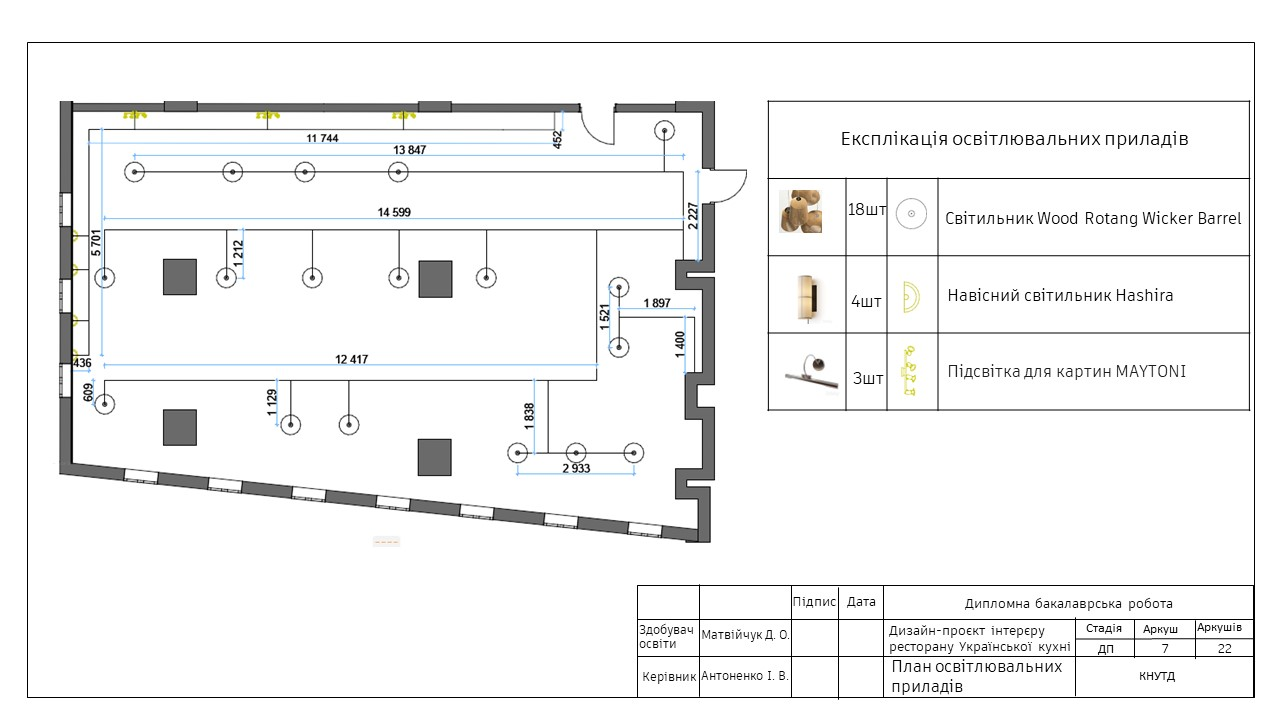 11 744
452
13 847
14 599
2 227
5 701
1 212
1 521
1 897
1 400
436
12 417
609
1 129
1 838
2 933
Експлікація освітлювальних приладів
18шт
Світильник Wood Rotang Wicker Barrel
4шт
Навісний світильник Hashira
3шт
Підсвітка для картин MAYTONI
Підпис
Дата
Дипломна бакалаврська робота
Здобувач
освіти
Матвійчук Д. О.
Дизайн-проєкт інтерєру
ресторану Української кухні
Стадія
Аркуш
Аркушів
ДП
7
22
Керівник
Антоненко І. В.
План освітлювальних
приладів
КНУТД